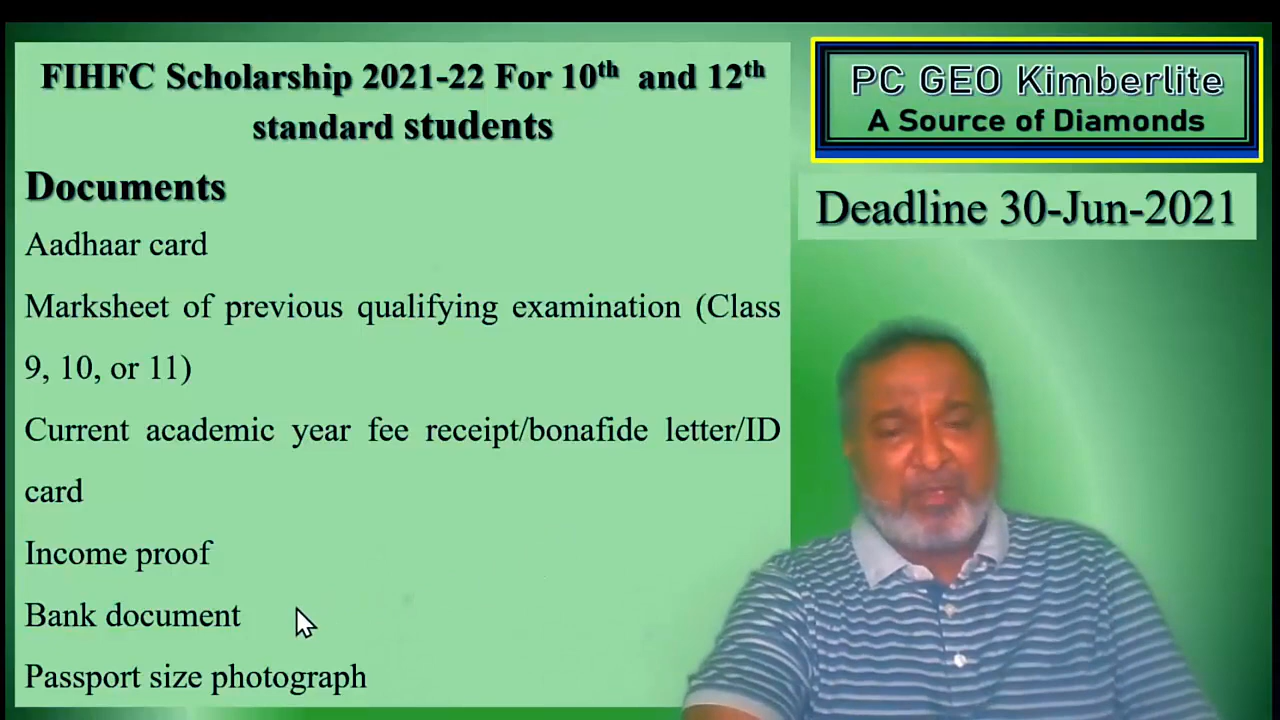 FIHFC Scholarship 2021-22 For 10th and 12th
standard students
Documents
Aadhaar card
Marksheet of previous qualifying examination (Class
9, 10, or 11)
Current academic year fee receipt/bonafide letter/ID
card
Income proof
Bank document
Passport size photograph
PC GEO Kimberlite
A Source of Diamonds
Deadline 30-Jun-2021